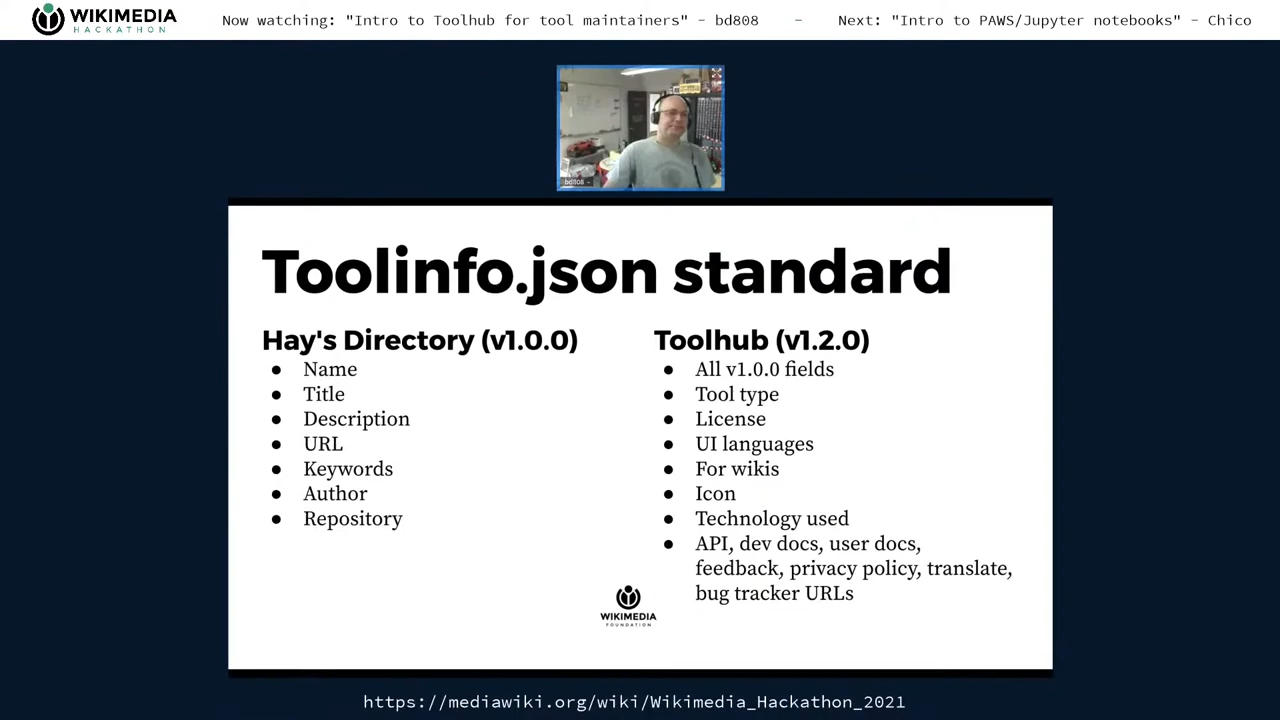 WIKIMEDIA
HACKATHON
Now watching: "Intro to Toolhub for tool maintainers" - bd808 - Next: "Intro to PAWS/Jupyter notebooks" - Chico
bd808
Toolinfo.json standard
Hay's Directory (v1.0.0)
● Name
● Title
● Description
● URL
● Keywords
● Author
● Repository
Toolhub (v1.2.0)
● All v1.0.0 fields
● Tool type
● License
● UI languages
● For wikis
● Icon
● Technology used
● API, dev docs, user docs,
feedback, privacy policy, translate,
bug tracker URLs
WIKIMEDIA
FOUNDATION
https://mediawiki.org/wiki/Wikimedia_Hackathon_2021